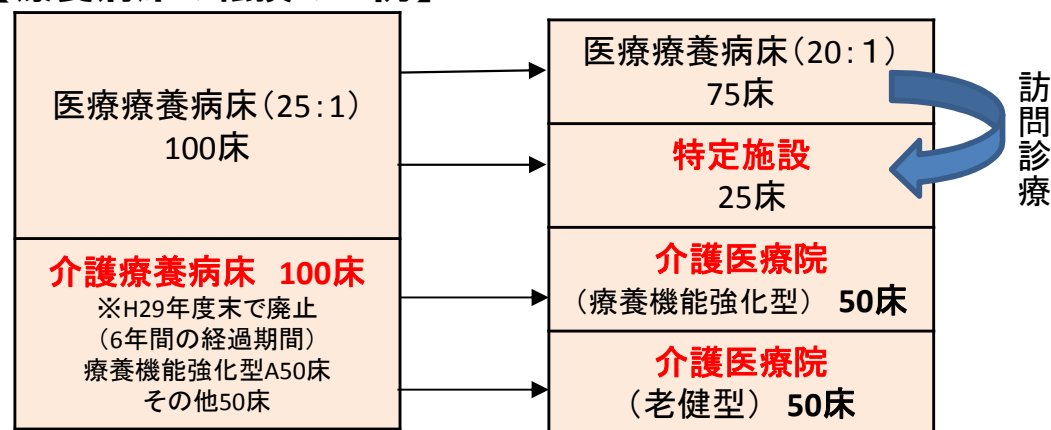 医療療養病床(25:1)
100床
介護療養病床 100床
※H29年度末で廃止
(6年間の経過期間)
療養機能強化型A50床
その他50床
医療療養病床(20:1)
75床
特定施設
25床
介護医療院
(療養機能強化型) 50床
介護医療院
(老健型) 50床
訪問診療